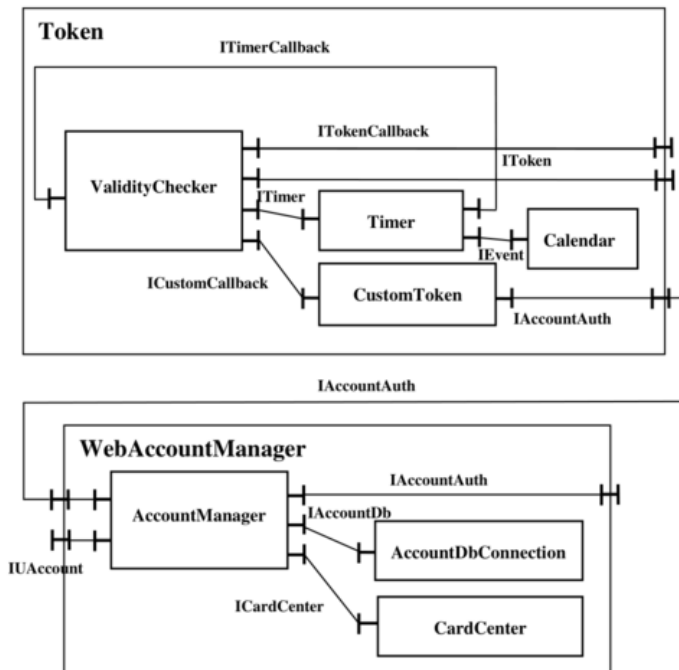 Token
ITimerCallback
ITokenCallback
IToken
ValidityChecker
ITimer
Timer
Calendar
IEvent
ICustomCallback
CustomToken
IAccountAuth
IAccountAuth
WebAccountManager
IAccountAuth
AccountManager
IAccountDb
AccountDbConnection
IUAccount
ICardCenter
CardCenter